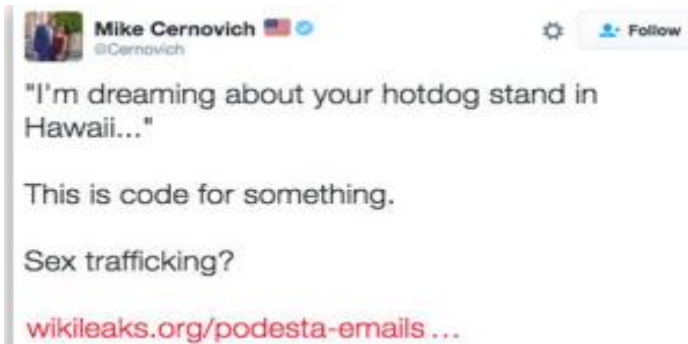 Mike Cernovich 🇺🇸
@Cernovich
Follow
"I'm dreaming about your hotdog stand in
Hawaii..."
This is code for something.
Sex trafficking?
wikileaks.org/podesta-emails ...